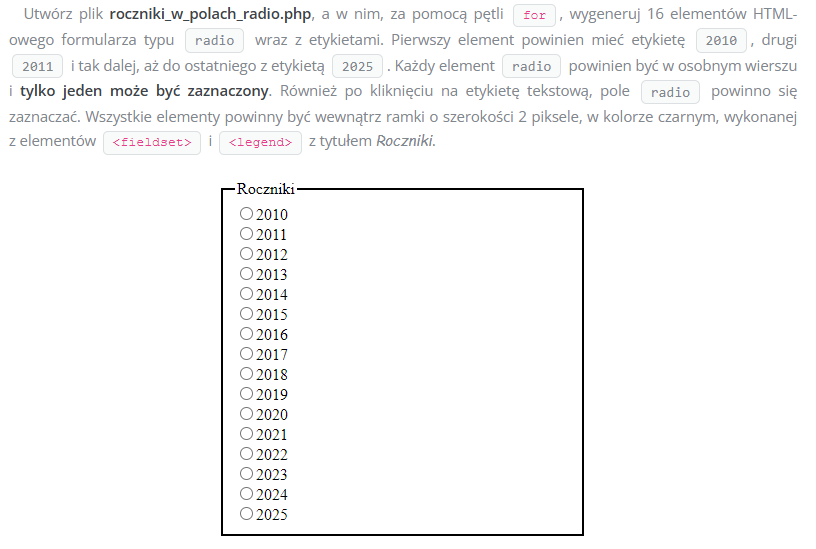 Utwórz plik roczniki_w_polach_radio.php, a w nim, za pomocą pętli for, wygeneruj 16 elementów HTML-
owego formularza typu radio wraz z etykietami. Pierwszy element powinien mieć etykietę 2010, drugi
2011 i tak dalej, aż do ostatniego z etykietą 2025. Każdy element radio powinien być w osobnym wierszu
i tylko jeden może być zaznaczony. Również po kliknięciu na etykietę tekstową, pole radio powinno się
zaznaczać. Wszystkie elementy powinny być wewnątrz ramki o szerokości 2 piksele, w kolorze czarnym, wykonanej
z elementów <fieldset> i <legend> z tytułem Roczniki.
Roczniki
2010
2011
2012
2013
2014
2015
2016
2017
2018
2019
2020
2021
2022
2023
2024
2025